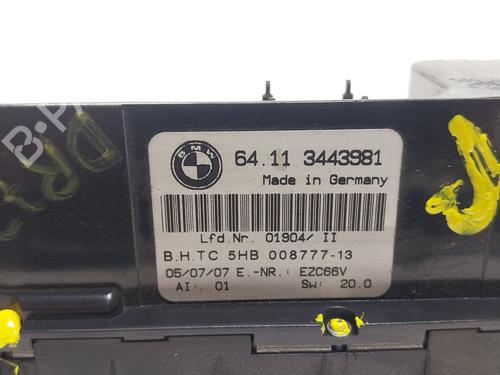 BMW
64.11 3443981
Made in Germany
Lfd.Nr. 01904/ II
B.H.TC 5HB 008777-13
05/07/07 E.-NR.: EZC66V
AI: 01 SW: 20.0